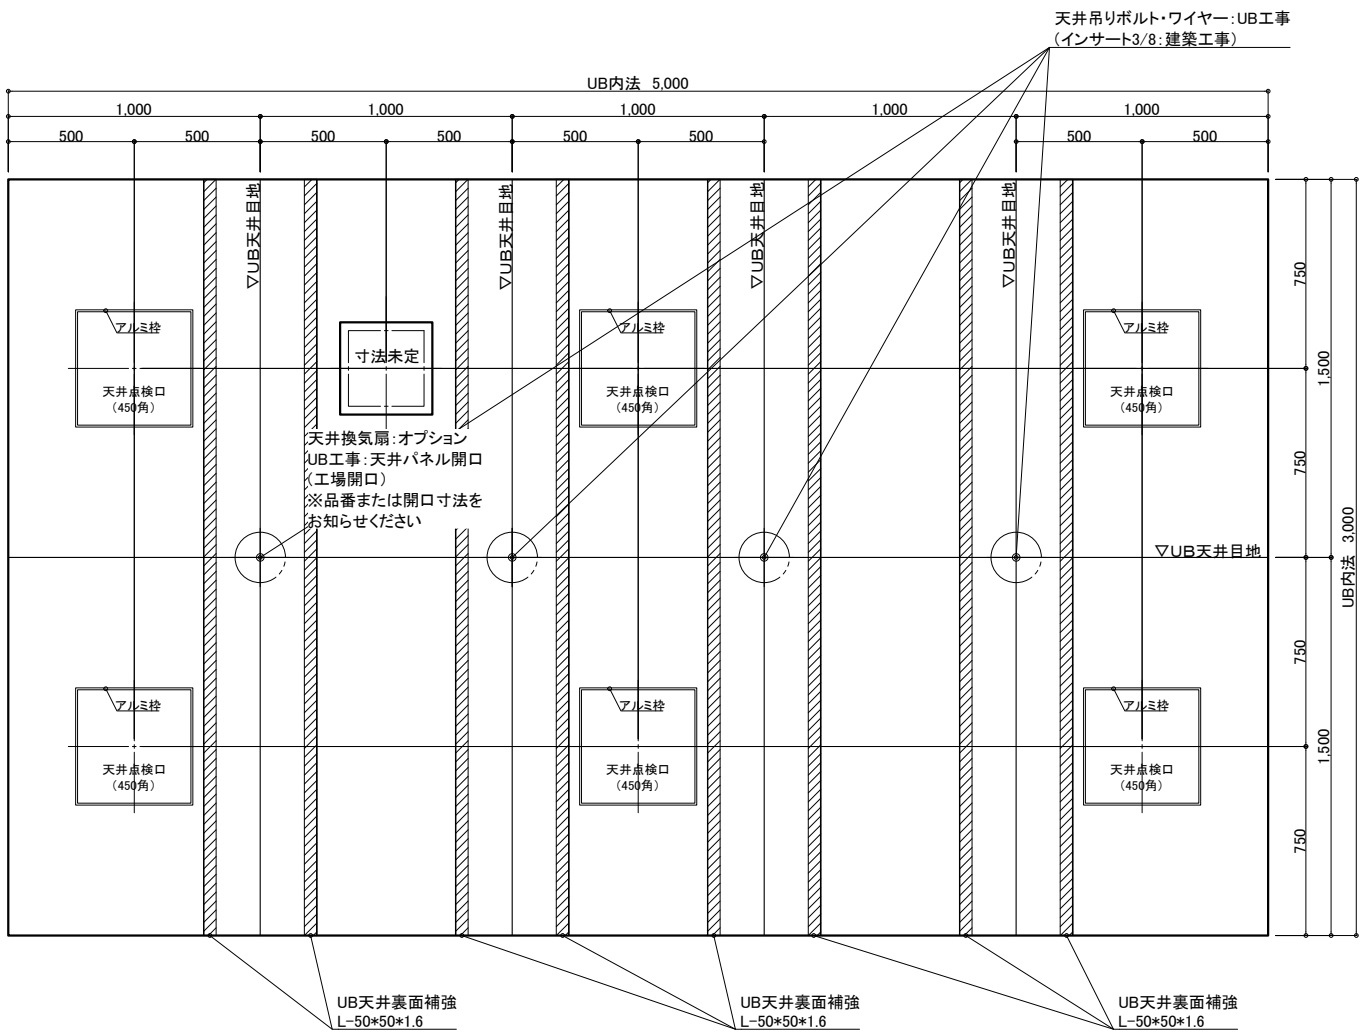 天井吊りボルト・ワイヤー:UB工事
(インサート3/8:建築工事)
UB内法 5,000
1,000
1,000
1,000
1,000
1,000
500
500
500
500
500
500
500
500
▽UB天井目地
▽UB天井目地
▽UB天井目地
▽UB天井目地
アルミ枠
天井点検口
(450角)
寸法未定
アルミ枠
天井点検口
(450角)
アルミ枠
天井点検口
(450角)
天井換気扇:オプション
UB工事:天井パネル開口
(工場開口)
※品番または開口寸法を
お知らせください
▽UB天井目地
アルミ枠
天井点検口
(450角)
アルミ枠
天井点検口
(450角)
アルミ枠
天井点検口
(450角)
750
750
750
750
1,500
1,500
UB内法 3,000
UB天井裏面補強
L-50*50*1.6
UB天井裏面補強
L-50*50*1.6
UB天井裏面補強
L-50*50*1.6